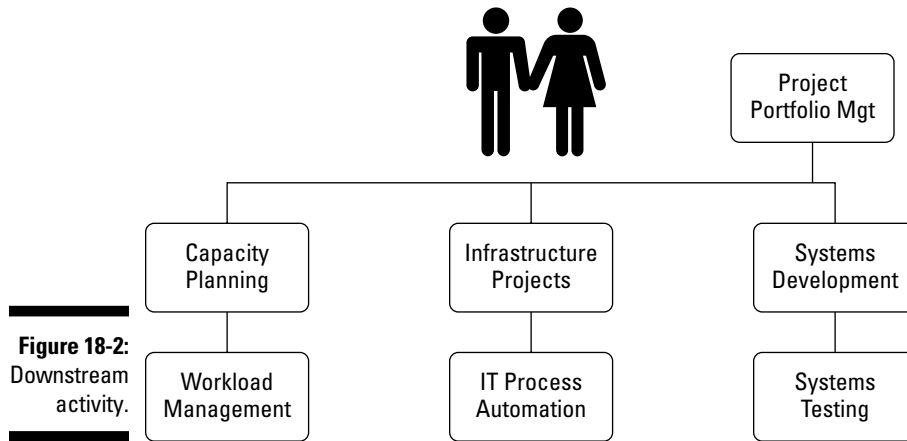 Project
Portfolio Mgt
Capacity
Planning
Infrastructure
Projects
Systems
Development
Figure 18-2:
Downstream
activity.
Workload
Management
IT Process
Automation
Systems
Testing